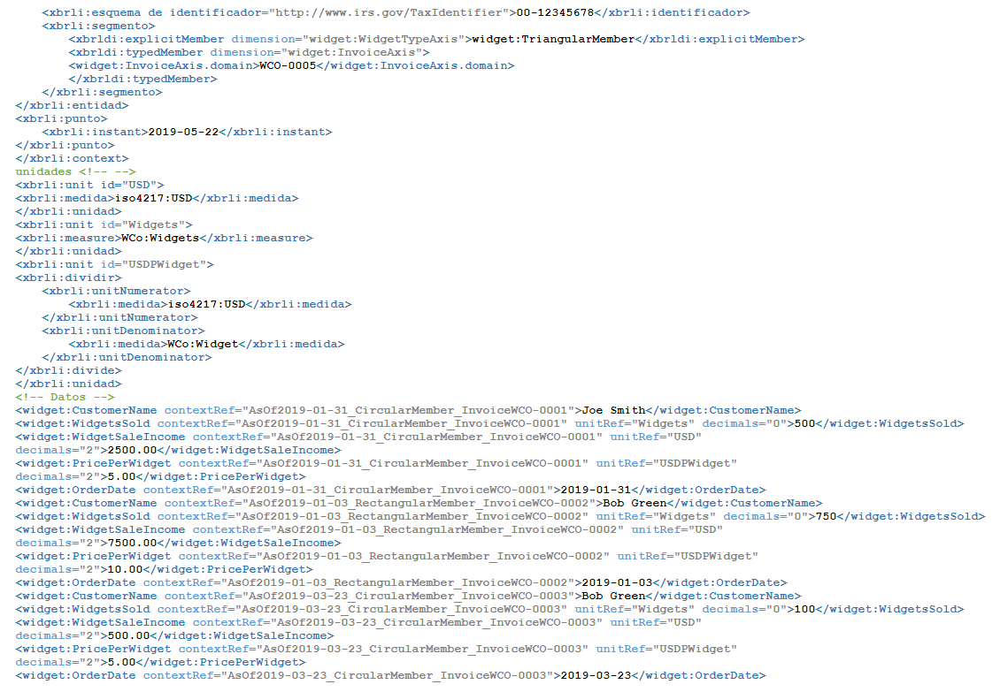 <xbrli:esquema de identificador="http://www.irs.gov/TaxIdentifier">00-12345678</xbrli:identificador>
<xbrli:segmento>
<xbrldi:explicitMember dimension="widget:WidgetTypeAxis">widget:TriangularMember</xbrldi:explicitMember>
<xbrldi:typedMember dimension="widget:InvoiceAxis">
<widget:InvoiceAxis.domain>WCO-0005</widget:InvoiceAxis.domain>
</xbrldi:typedMember>
</xbrli:segmento>
</xbrli:entidad>
<xbrli:punto>
<xbrli:instant>2019-05-22</xbrli:instant>
</xbrli:punto>
</xbrli:context>
unidades <!-- -->
<xbrli:unit id="USD">
<xbrli:medida>iso4217:USD</xbrli:medida>
</xbrli:unidad>
<xbrli:unit id="Widgets">
<xbrli:measure>WCo:Widgets</xbrli:measure>
</xbrli:unidad>
<xbrli:unit id="USDPWidget">
<xbrli:dividir>
<xbrli:unitNumerator>
<xbrli:medida>iso4217:USD</xbrli:medida>
</xbrli:unitNumerator>
<xbrli:unitDenominator>
<xbrli:medida>WCo:Widget</xbrli:medida>
</xbrli:unitDenominator>
</xbrli:divide>
</xbrli:unidad>
<!-- Datos -->
<widget:CustomerName contextRef="AsOf2019-01-31_CircularMember_InvoiceWCO-0001">Joe Smith</widget:CustomerName>
<widget:WidgetsSold contextRef="AsOf2019-01-31_CircularMember_InvoiceWCO-0001" unitRef="Widgets" decimals="0">500</widget:WidgetsSold>
<widget:WidgetSaleIncome contextRef="AsOf2019-01-31_CircularMember_InvoiceWCO-0001" unitRef="USD"
decimals="2">2500.00</widget:WidgetSaleIncome>
<widget:PricePerWidget contextRef="AsOf2019-01-31_CircularMember_InvoiceWCO-0001" unitRef="USDPWidget"
decimals="2">5.00</widget:PricePerWidget>
<widget:OrderDate contextRef="AsOf2019-01-31_CircularMember_InvoiceWCO-0001">2019-01-31</widget:OrderDate>
<widget:CustomerName contextRef="AsOf2019-01-03_RectangularMember_InvoiceWCO-0002">Bob Green</widget:CustomerName>
<widget:WidgetsSold contextRef="AsOf2019-01-03_RectangularMember_InvoiceWCO-0002" unitRef="Widgets" decimals="0">750</widget:WidgetsSold>
<widget:WidgetSaleIncome contextRef="AsOf2019-01-03_RectangularMember_InvoiceWCO-0002" unitRef="USD"
decimals="2">7500.00</widget:WidgetSaleIncome>
<widget:PricePerWidget contextRef="AsOf2019-01-03_RectangularMember_InvoiceWCO-0002" unitRef="USDPWidget"
decimals="2">10.00</widget:PricePerWidget>
<widget:OrderDate contextRef="AsOf2019-01-03_RectangularMember_InvoiceWCO-0002">2019-01-03</widget:OrderDate>
<widget:CustomerName contextRef="AsOf2019-03-23_CircularMember_InvoiceWCO-0003">Bob Green</widget:CustomerName>
<widget:WidgetsSold contextRef="AsOf2019-03-23_CircularMember_InvoiceWCO-0003" unitRef="Widgets" decimals="0">100</widget:WidgetsSold>
<widget:WidgetSaleIncome contextRef="AsOf2019-03-23_CircularMember_InvoiceWCO-0003" unitRef="USD"
decimals="2">500.00</widget:WidgetSaleIncome>
<widget:PricePerWidget contextRef="AsOf2019-03-23_CircularMember_InvoiceWCO-0003" unitRef="USDPWidget"
decimals="2">5.00</widget:PricePerWidget>
<widget:OrderDate contextRef="AsOf2019-03-23_CircularMember_InvoiceWCO-0003">2019-03-23</widget:OrderDate>